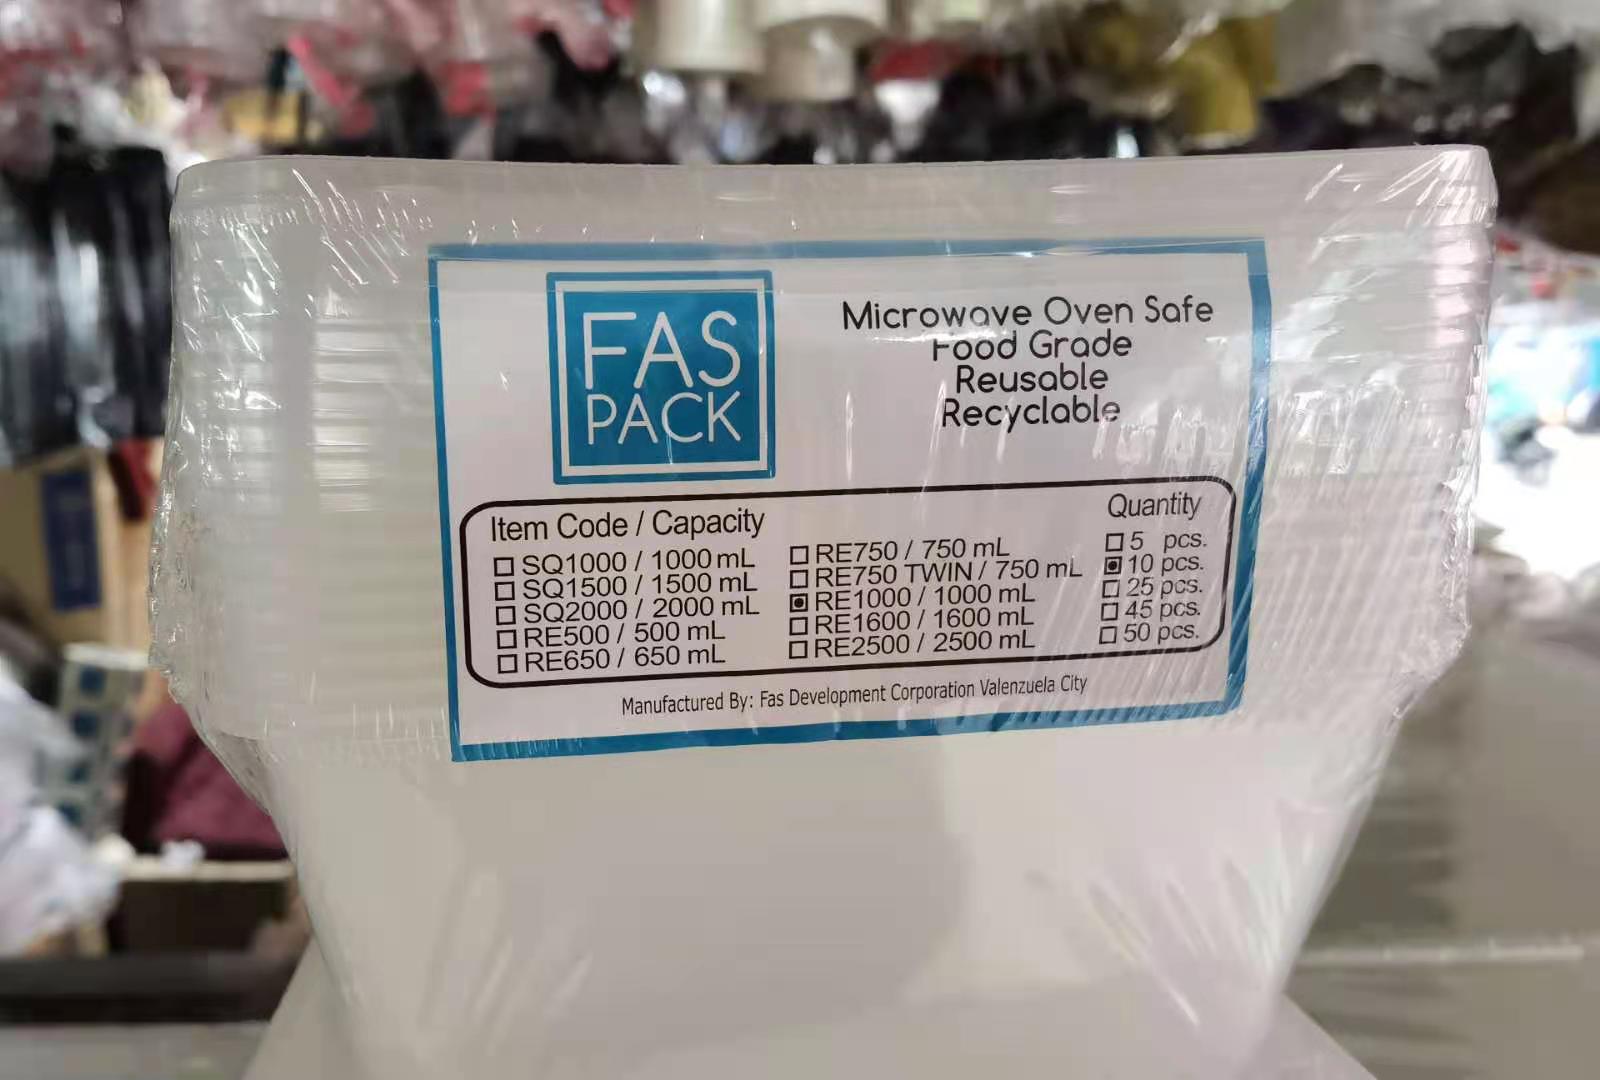 FAS
PACK
Microwave Oven Safe
Food Grade
Reusable
Recyclable
Item Code / Capacity
SQ1000 / 1000 mL
SQ1500 / 1500 mL
SQ2000 / 2000 mL
RE500 / 500 mL
RE650 / 650 mL
RE750 / 750 mL
RE750 TWIN / 750 mL
RE1000 / 1000 mL
RE1600 / 1600 mL
RE2500 / 2500 mL
Quantity
5 pcs.
10 pcs.
25 pcs.
45 pcs.
50 pcs.
Manufactured By: Fas Development Corporation Valenzuela City